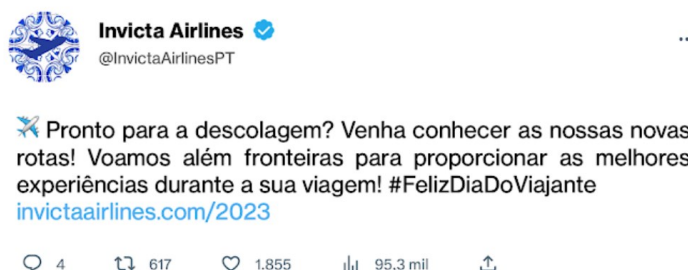 Invicta Airlines
@InvictaAirlinesPT
✈️ Pronto para a descolagem? Venha conhecer as nossas novas
rotas! Voamos além fronteiras para proporcionar as melhores
experiências durante a sua viagem! #FelizDiaDoViajante
invictaairlines.com/2023
4 617 1.855 95,3 mil